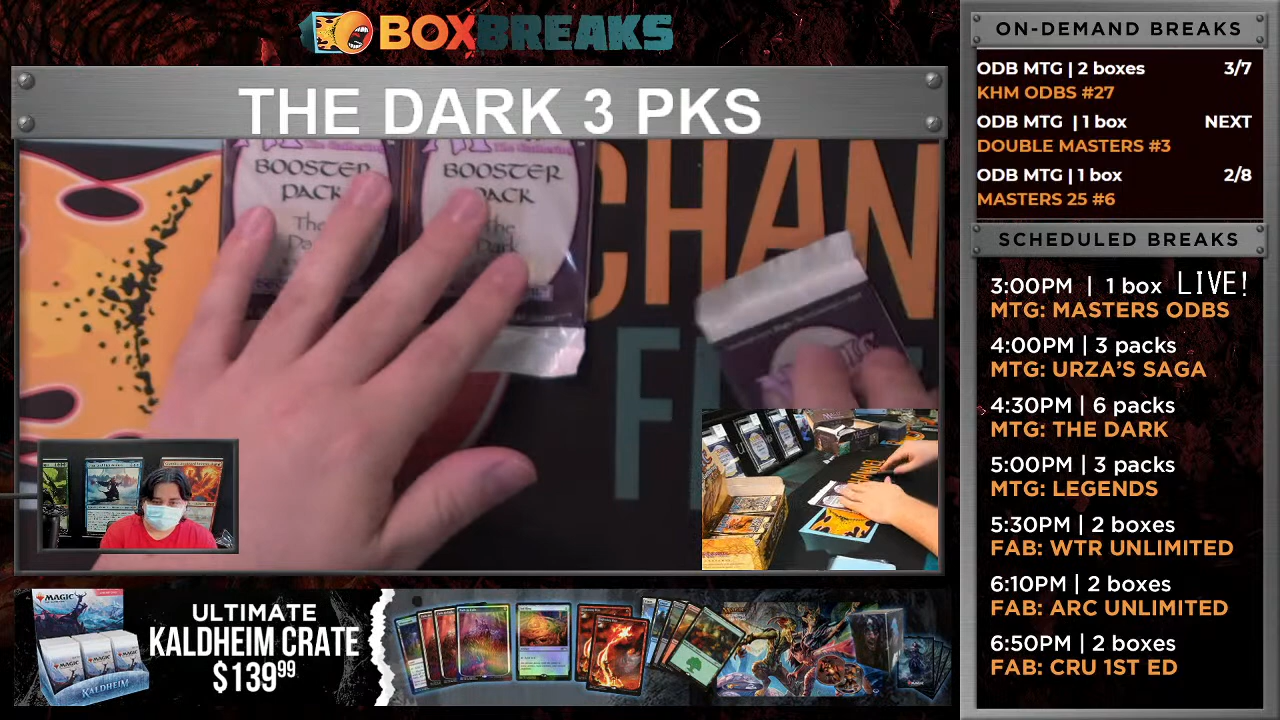 BOXBREAKS
THE DARK 3 PKS
BOOSTER
PACK
The
BOOSTER
PACK
the
Dark
CHAN
F
ULTIMATE
KALDHEIM CRATE
$139.99
MAGIC
KALDHEIM
ON-DEMAND BREAKS
ODB MTG | 2 boxes 3/7
KHM ODBS #27
ODB MTG | 1 box NEXT
DOUBLE MASTERS #3
ODB MTG | 1 box 2/8
MASTERS 25 #6
SCHEDULED BREAKS
3:00PM | 1 box LIVE!
MTG: MASTERS ODBS
4:00PM | 3 packs
MTG: URZA'S SAGA
4:30PM | 6 packs
MTG: THE DARK
5:00PM | 3 packs
MTG: LEGENDS
5:30PM | 2 boxes
FAB: WTR UNLIMITED
6:10PM | 2 boxes
FAB: ARC UNLIMITED
6:50PM | 2 boxes
FAB: CRU 1ST ED